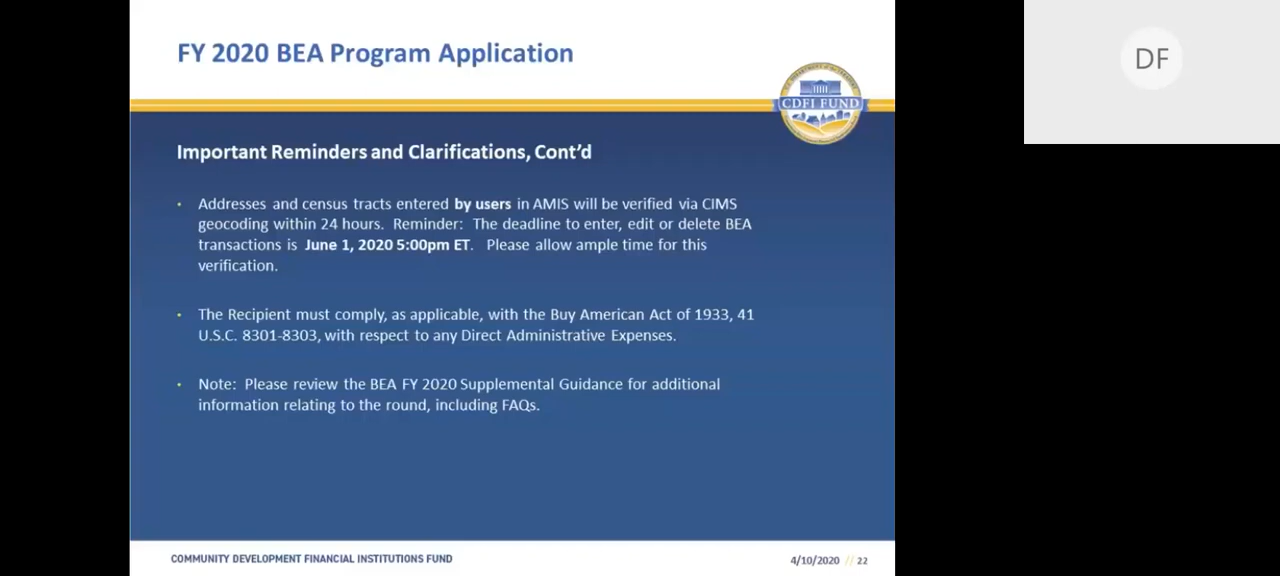 FY 2020 BEA Program Application
DF
CDFI FUND
Important Reminders and Clarifications, Cont'd
• Addresses and census tracts entered by users in AMIS will be verified via CIMS
geocoding within 24 hours. Reminder: The deadline to enter, edit or delete BEA
transactions is June 1, 2020 5:00pm ET. Please allow ample time for this
verification.
• The Recipient must comply, as applicable, with the Buy American Act of 1933, 41
U.S.C. 8301-8303, with respect to any Direct Administrative Expenses.
• Note: Please review the BEA FY 2020 Supplemental Guidance for additional
information relating to the round, including FAQs.
COMMUNITY DEVELOPMENT FINANCIAL INSTITUTIONS FUND
4/10/2020 // 22